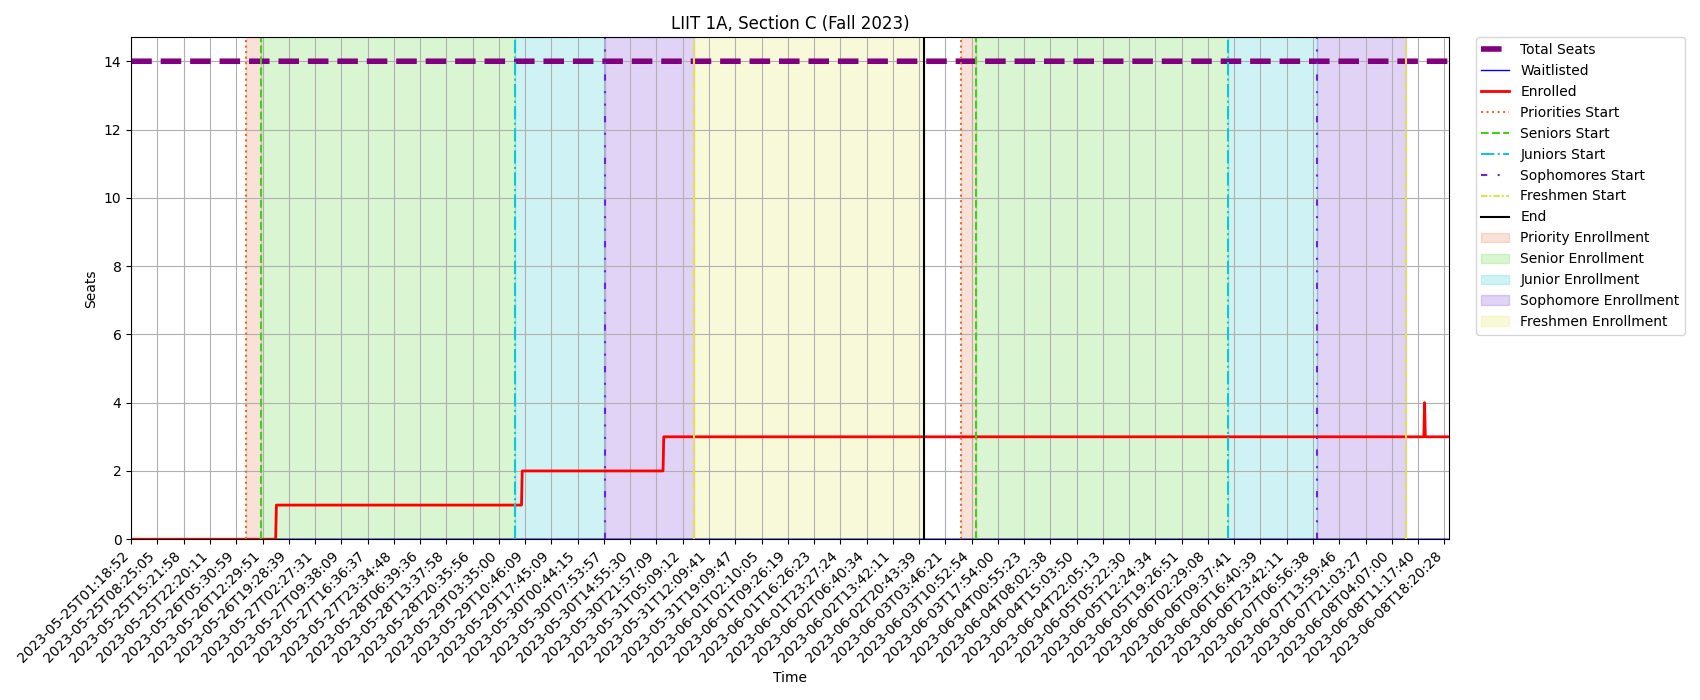 LIIT 1A, Section C (Fall 2023)
Seats
14
12
10
8
6
4
2
0
2023-05-25T01:18:52
2023-05-25T08:25:05
2023-05-25T15:21:58
2023-05-25T22:20:11
2023-05-26T05:30:59
2023-05-26T12:29:51
2023-05-26T19:28:39
2023-05-27T02:27:31
2023-05-27T09:38:09
2023-05-27T16:36:37
2023-05-27T23:34:48
2023-05-28T06:39:36
2023-05-28T13:37:58
2023-05-28T20:35:56
2023-05-29T03:35:00
2023-05-29T10:46:09
2023-05-29T17:45:09
2023-05-30T00:44:15
2023-05-30T07:53:57
2023-05-30T14:55:30
2023-05-30T21:57:09
2023-05-31T05:09:12
2023-05-31T12:09:41
2023-05-31T19:09:47
2023-06-01T02:10:05
2023-06-01T09:26:19
2023-06-01T16:26:23
2023-06-01T23:27:24
2023-06-02T06:40:34
2023-06-02T13:42:11
2023-06-02T20:43:39
2023-06-03T03:46:21
2023-06-03T10:52:54
2023-06-03T17:54:00
2023-06-04T00:55:23
2023-06-04T08:02:38
2023-06-04T15:03:50
2023-06-04T22:05:13
2023-06-05T05:22:30
2023-06-05T12:24:34
2023-06-05T19:26:51
2023-06-06T02:29:08
2023-06-06T09:37:41
2023-06-06T16:40:39
2023-06-06T23:42:11
2023-06-07T06:56:38
2023-06-07T13:59:46
2023-06-07T21:03:27
2023-06-08T04:07:00
2023-06-08T11:17:40
2023-06-08T18:20:28
Time
Total Seats
Waitlisted
Enrolled
Priorities Start
Seniors Start
Juniors Start
Sophomores Start
Freshmen Start
End
Priority Enrollment
Senior Enrollment
Junior Enrollment
Sophomore Enrollment
Freshmen Enrollment